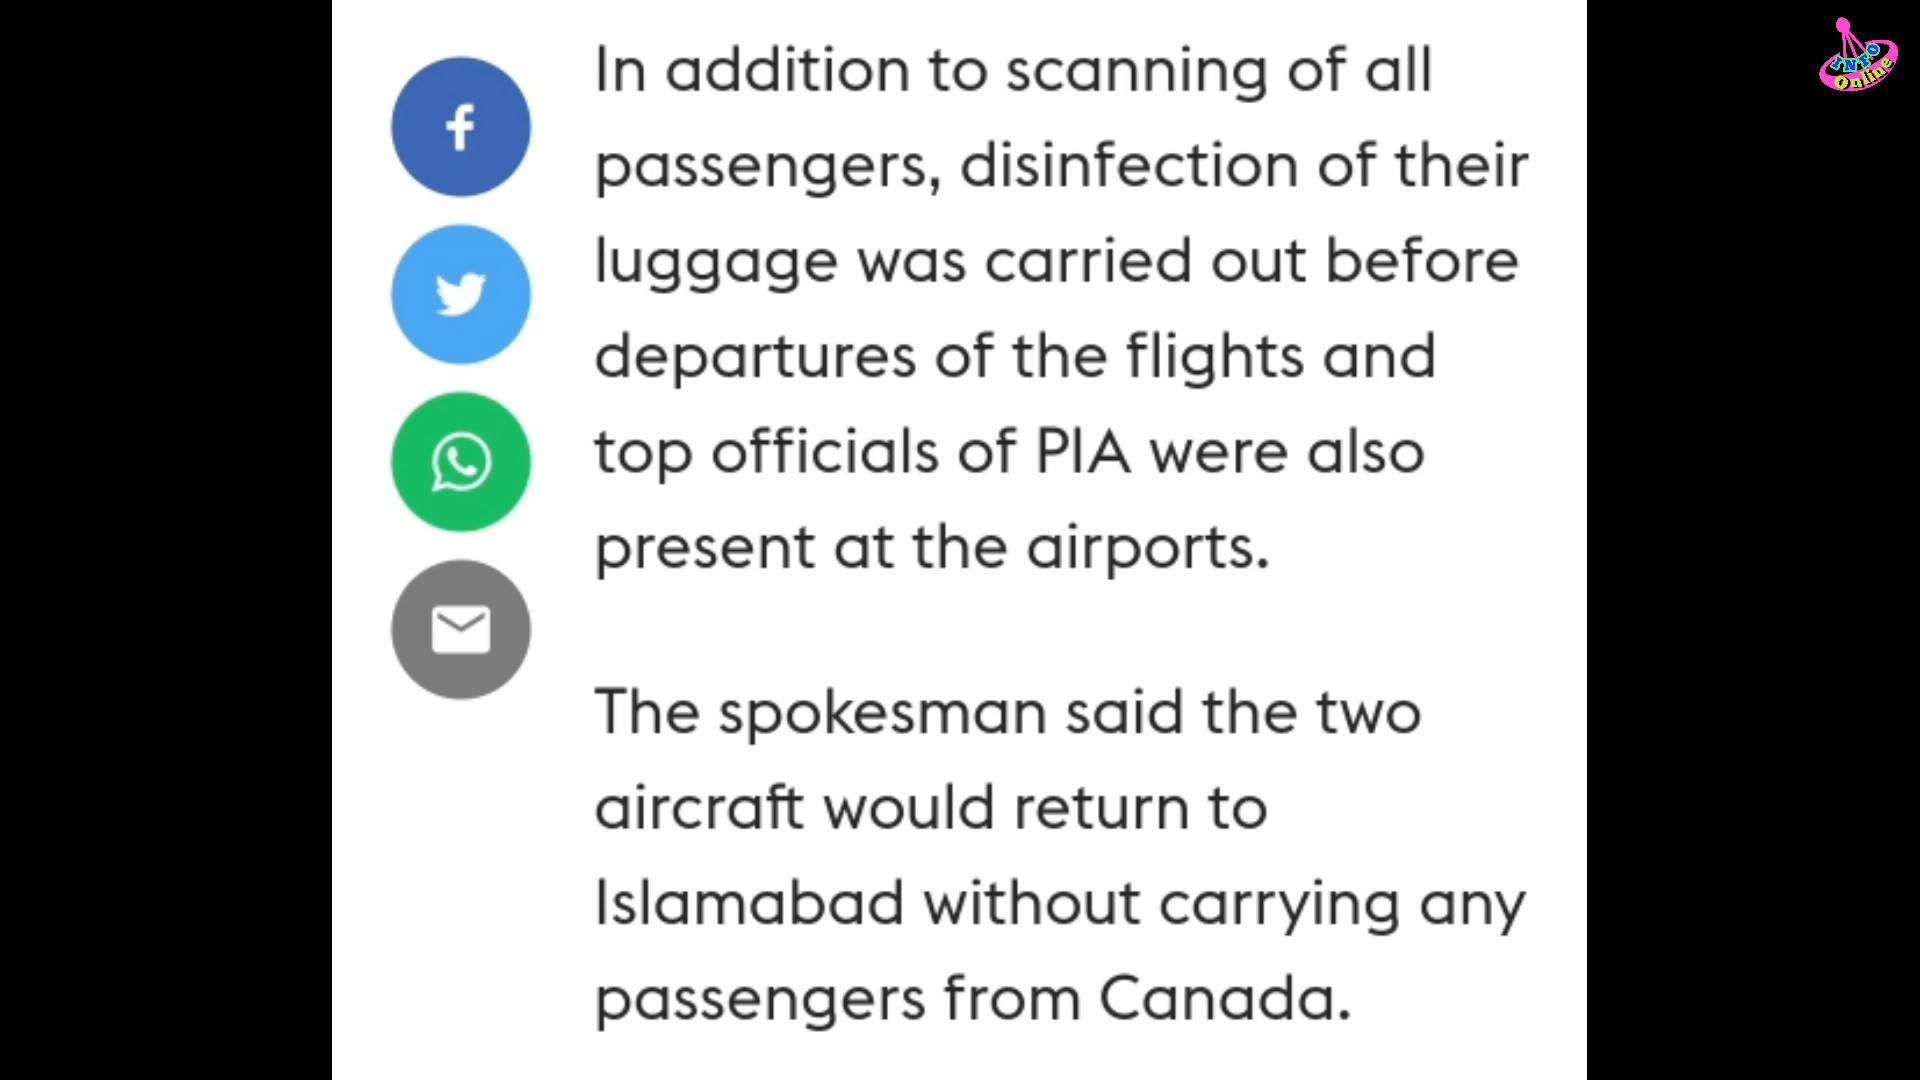 In addition to scanning of all
passengers, disinfection of their
luggage was carried out before
departures of the flights and
top officials of PIA were also
present at the airports.
The spokesman said the two
aircraft would return to
Islamabad without carrying any
passengers from Canada.
INFO
Online